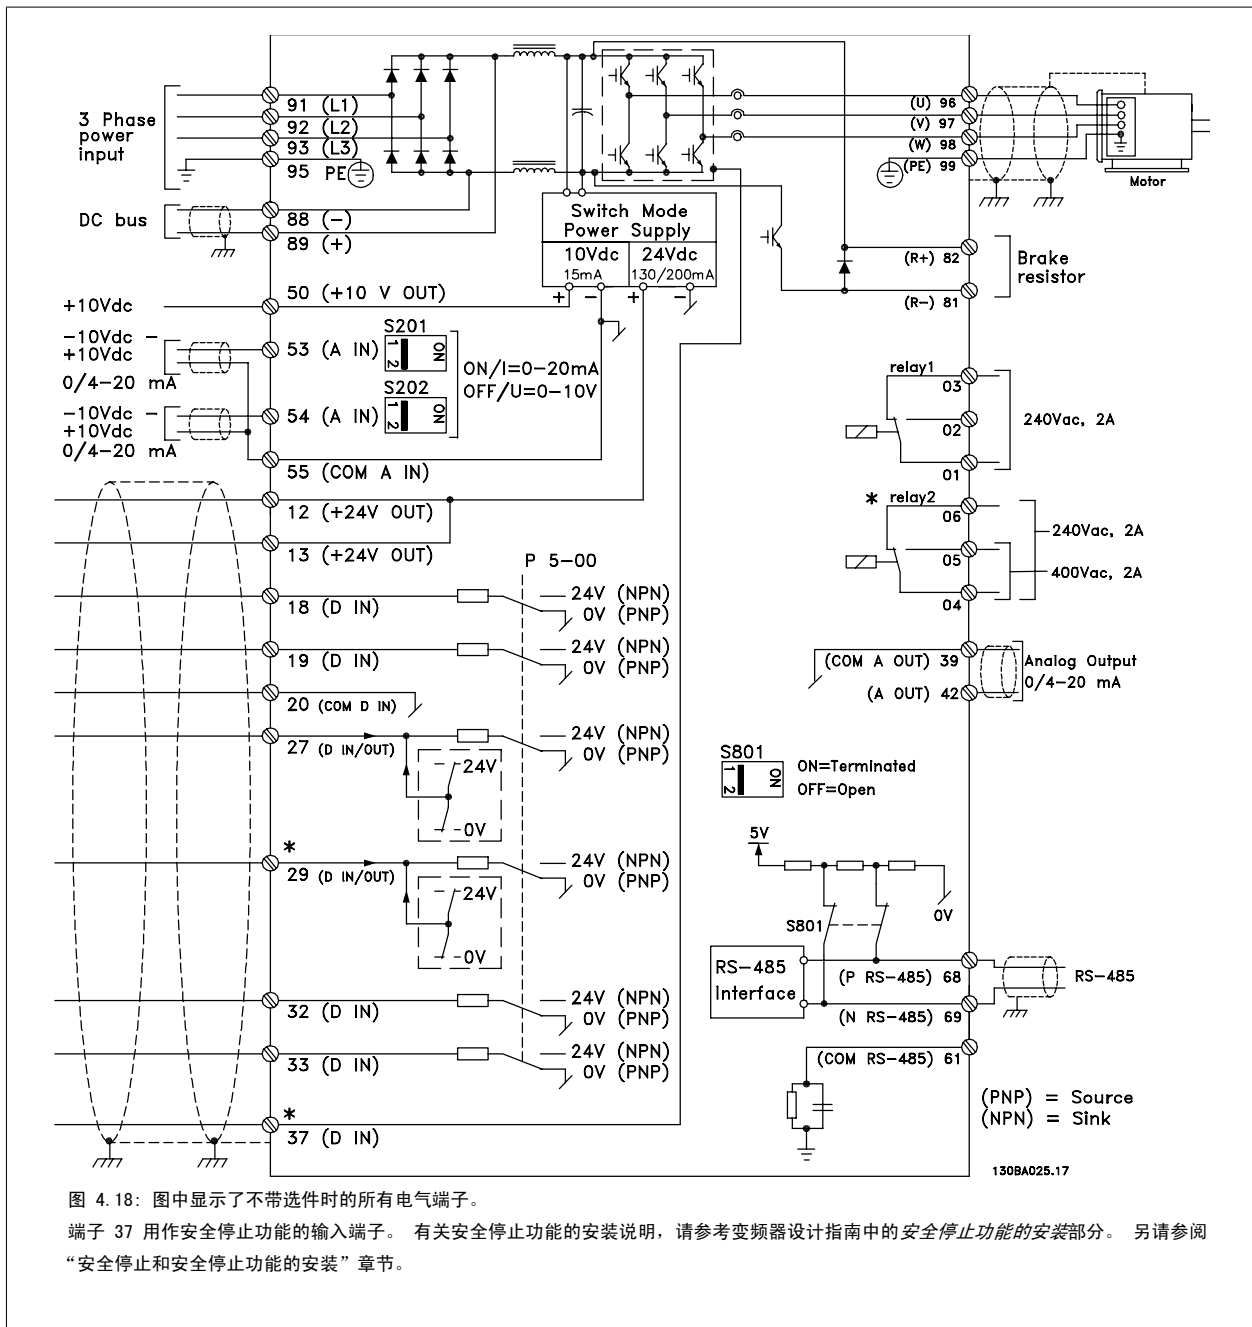 3 Phase
power
input
91 (L1)
92 (L2)
93 (L3)
95 PE
DC bus
88 (-)
89 (+)
Switch Mode
Power Supply
10Vdc
15mA
24Vdc
130/200mA
+ - + -
(U) 96
(V) 97
(W) 98
(PE) 99
Motor
(R+) 82
(R-) 81
Brake
resistor
+10Vdc
50 (+10 V OUT)
-10Vdc -
+10Vdc
0/4-20 mA
53 (A IN)
S201
1 2
ON
ON/I=0-20mA
OFF/U=0-10V
-10Vdc -
+10Vdc
0/4-20 mA
54 (A IN)
S202
1 2
ON
55 (COM A IN)
12 (+24V OUT)
13 (+24V OUT)
relay1
03
02
01
240Vac, 2A
* relay2
06
05
04
240Vac, 2A
400Vac, 2A
P 5-00
18 (D IN)
24V (NPN)
0V (PNP)
19 (D IN)
24V (NPN)
0V (PNP)
20 (COM D IN)
27 (D IN/OUT)
24V (NPN)
0V (PNP)
24V
0V
*
29 (D IN/OUT)
24V (NPN)
0V (PNP)
24V
0V
32 (D IN)
24V (NPN)
0V (PNP)
33 (D IN)
24V (NPN)
0V (PNP)
*
37 (D IN)
(COM A OUT) 39
(A OUT) 42
Analog Output
0/4-20 mA
S801
1 2
ON
ON=Terminated
OFF=Open
5V
S801
0V
RS-485
Interface
(P RS-485) 68
(N RS-485) 69
(COM RS-485) 61
RS-485
(PNP) = Source
(NPN) = Sink
130BA025.17
图 4.18: 图中显示了不带选件时的所有电气端子。
端子 37 用作安全停止功能的输入端子。 有关安全停止功能的安装说明，请参考变频器设计指南中的安全停止功能的安装部分。 另请参阅
“安全停止和安全停止功能的安装”章节。